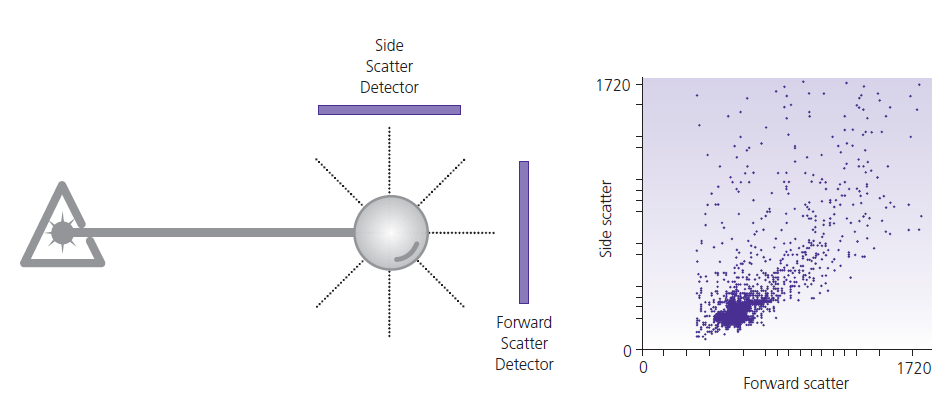 Side
Scatter
Detector
Forward
Scatter
Detector
1720
Side scatter
0
0
1720
Forward scatter